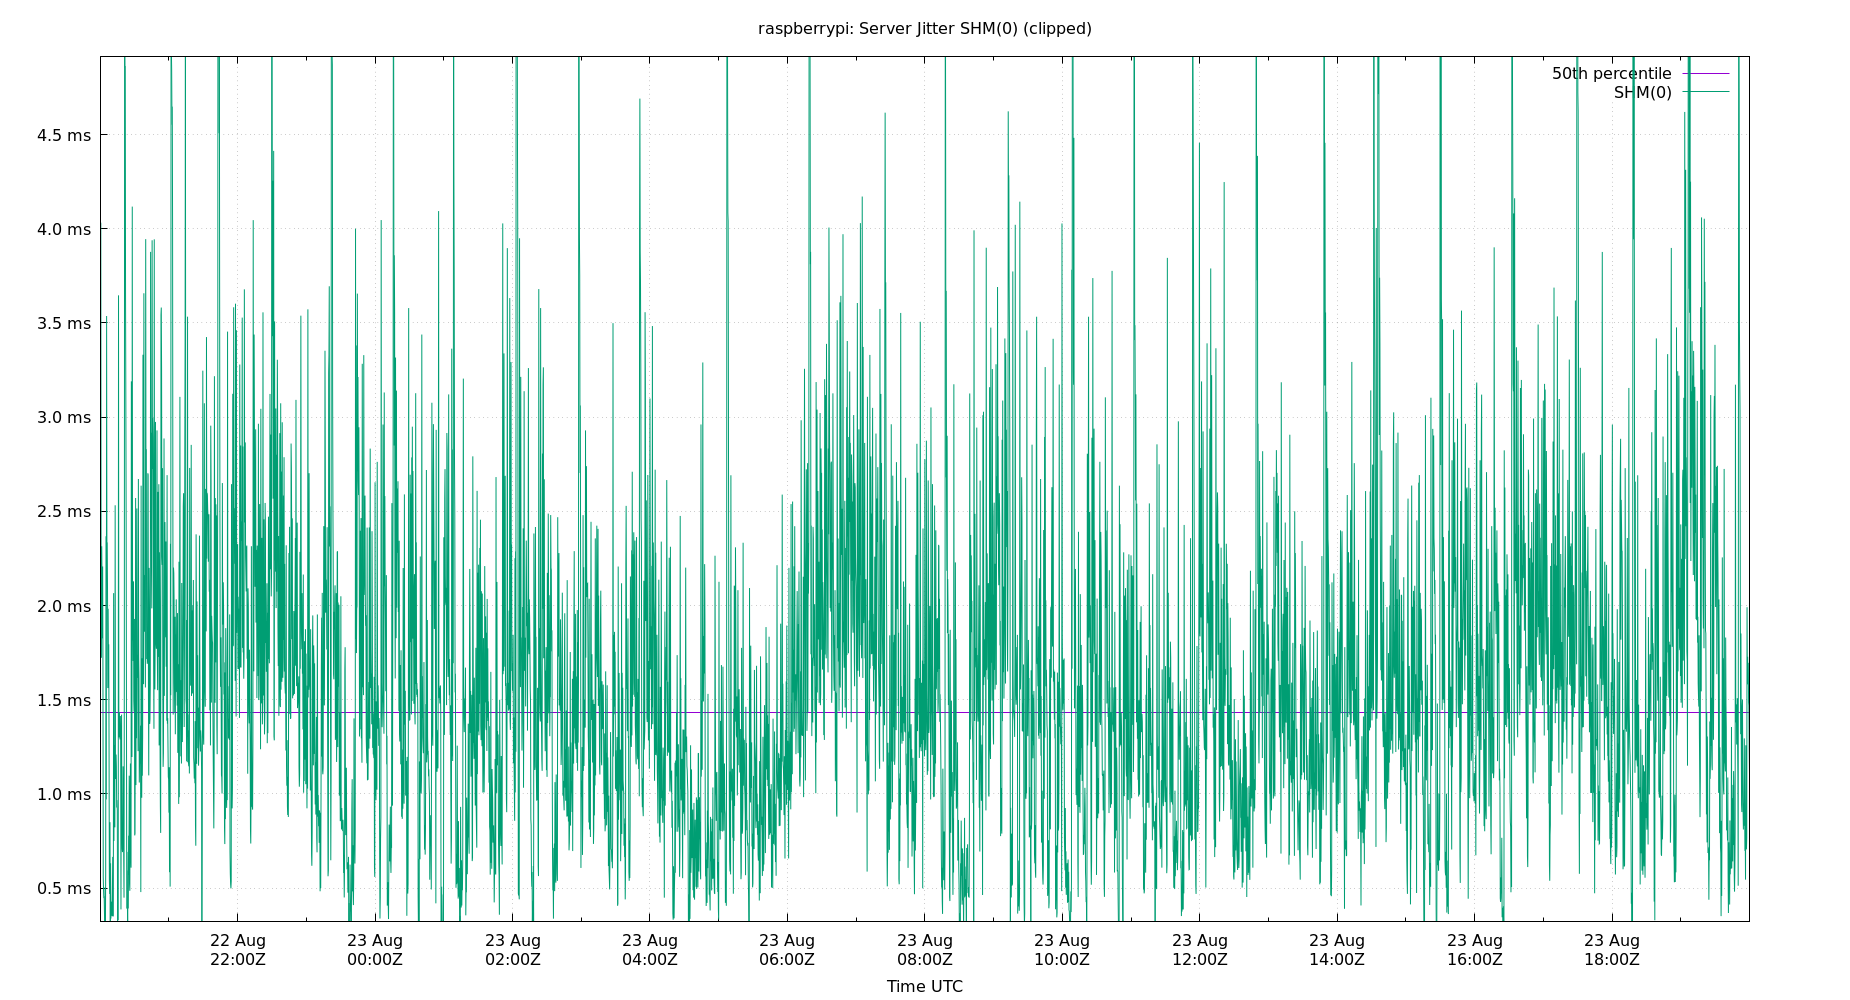 raspberrypi: Server Jitter SHM(0) (clipped)
50th percentile
SHM(0)
4.5 ms
4.0 ms
3.5 ms
3.0 ms
2.5 ms
2.0 ms
1.5 ms
1.0 ms
0.5 ms
22 Aug 23 Aug 23 Aug 23 Aug 23 Aug 23 Aug 23 Aug 23 Aug 23 Aug 23 Aug 23 Aug
22:00Z 00:00Z 02:00Z 04:00Z 06:00Z 08:00Z 10:00Z 12:00Z 14:00Z 16:00Z 18:00Z
Time UTC